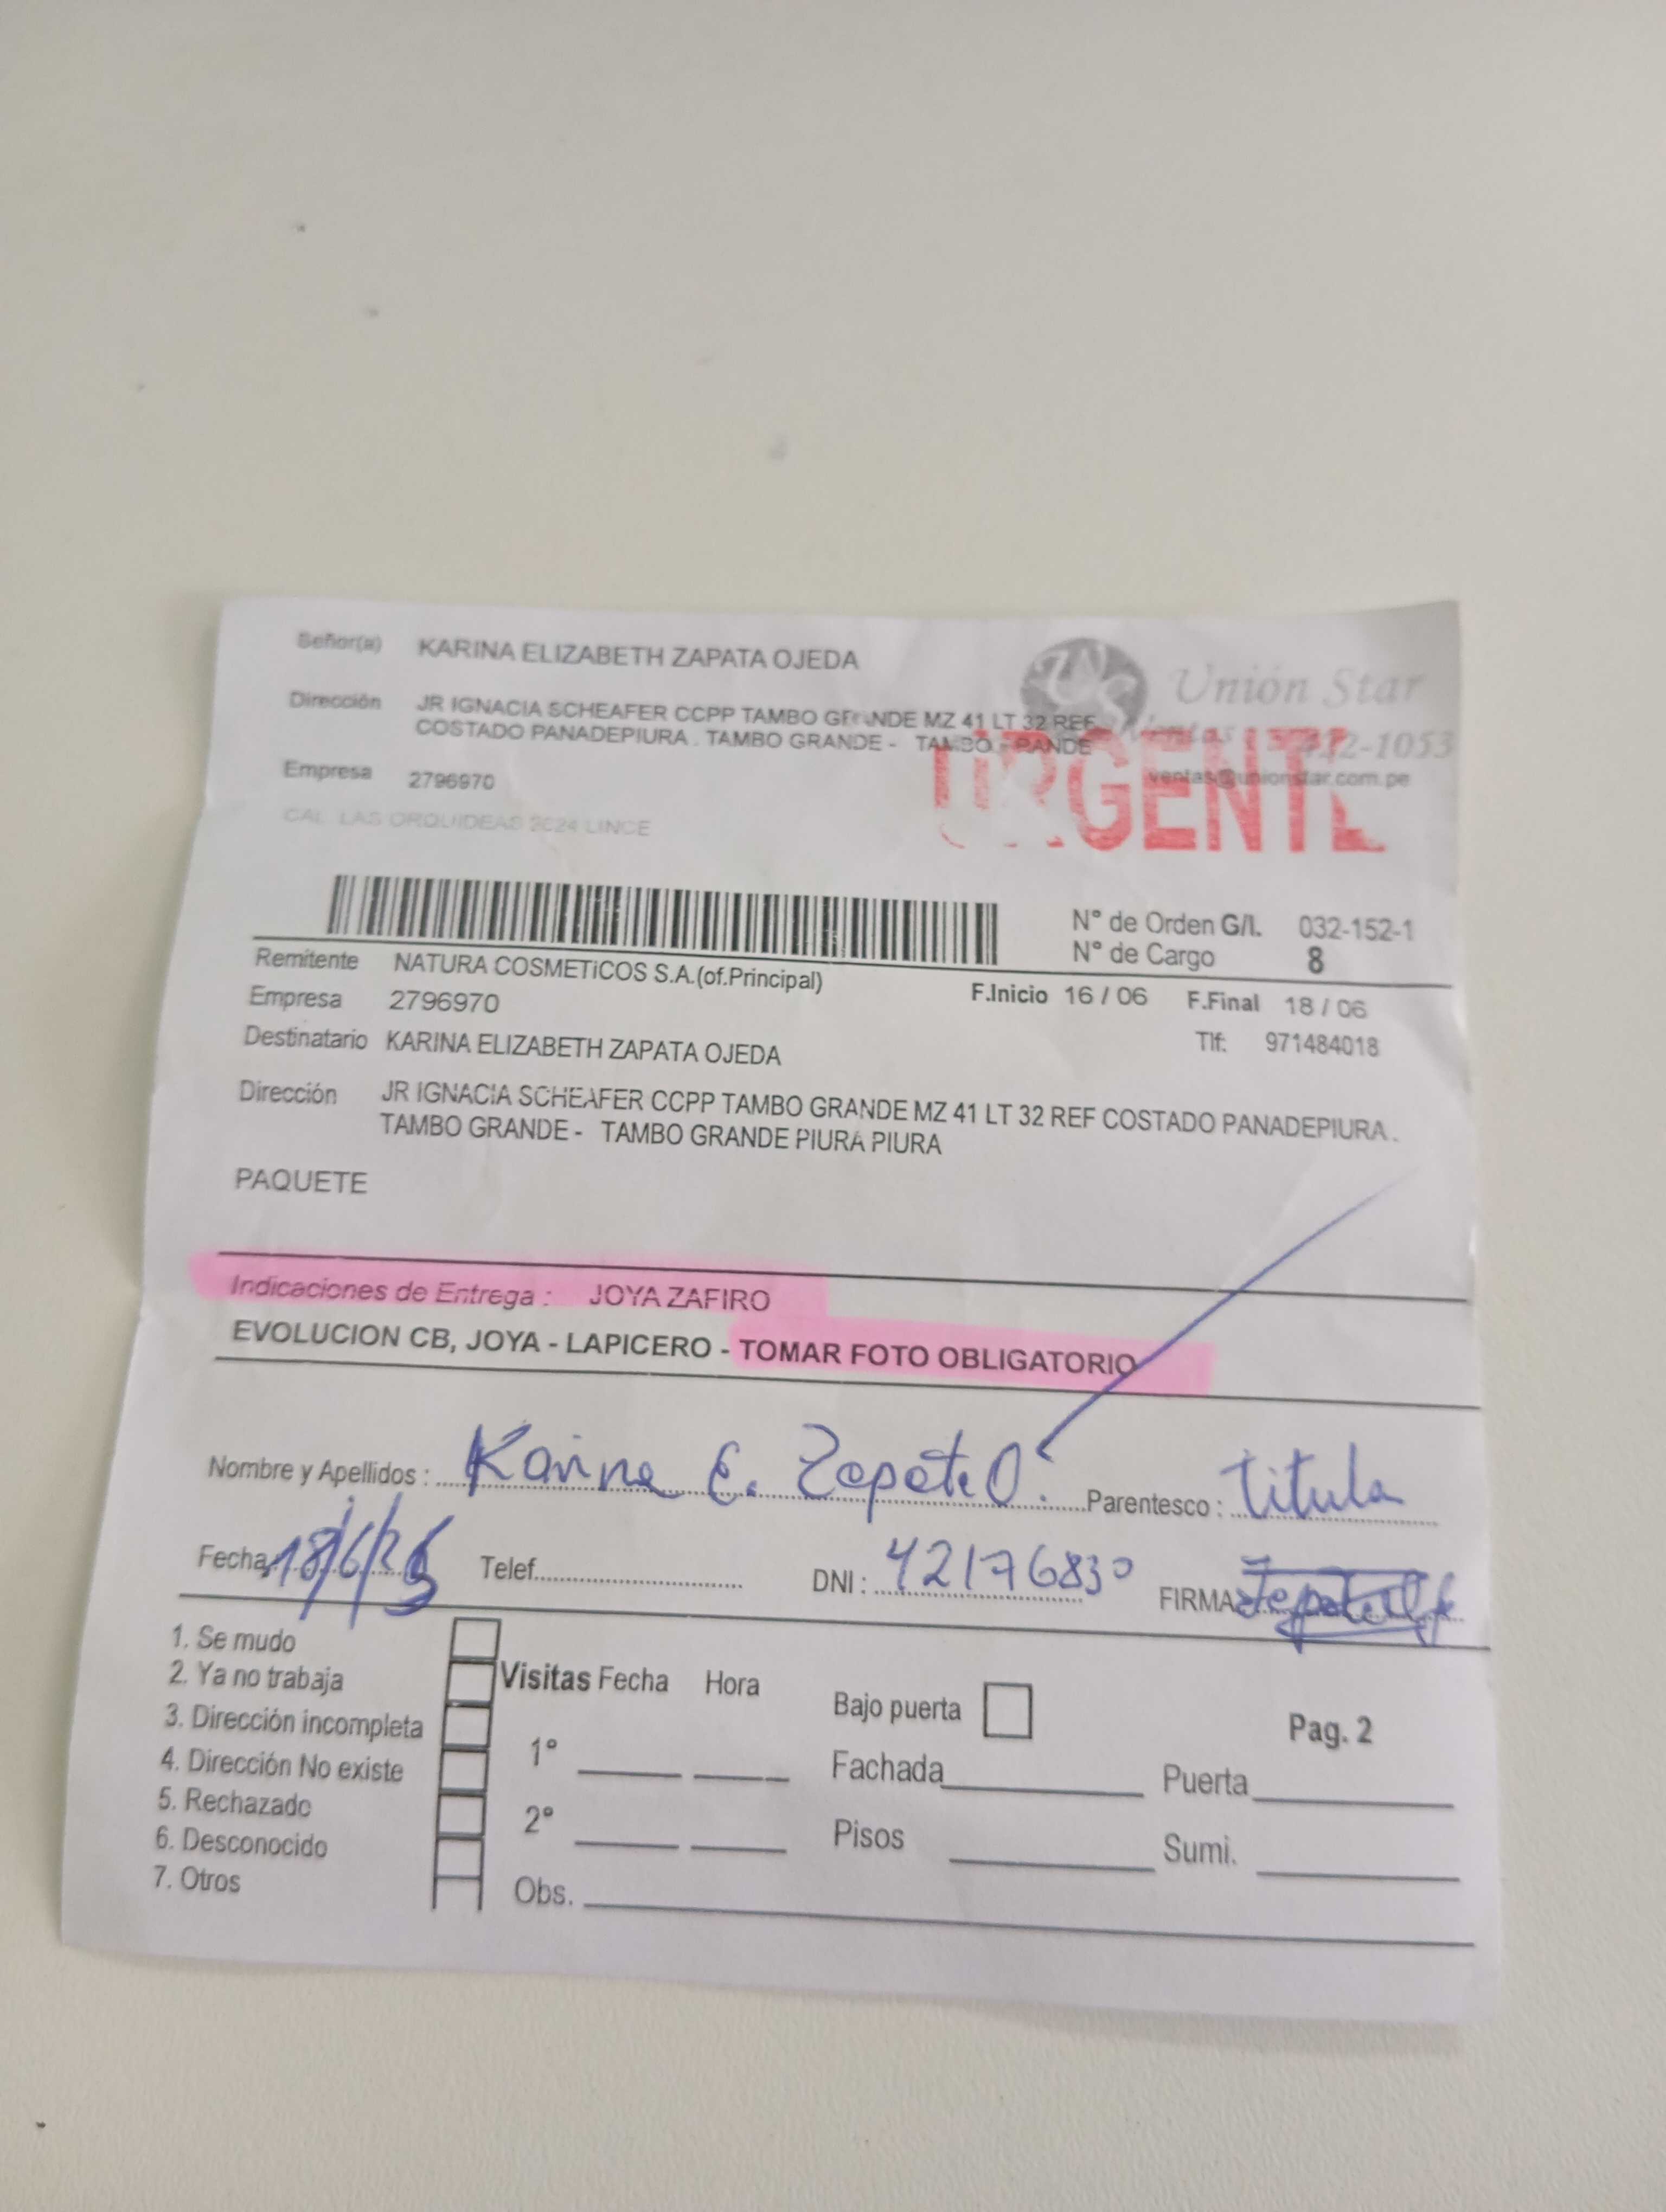 Señor(a) KARINA ELIZABETH ZAPATA OJEDA
Unión Star
Dirección JR IGNACIA SCHEAFER CCPP TAMBO GRANDE MZ 41 LT 32 REF
COSTADO PANADEPIURA . TAMBO GRANDE - TAMBO
Ventas 422-1053
URGENTE
ventas@unionstar.com.pe
Empresa 2796970
CAL LAS ORQUIDEAS 2624 LINCE
N° de Orden G/I. 032-152-1
N° de Cargo 8
Remitente NATURA COSMETiCOS S.A.(of.Principal)
Empresa 2796970 F.Inicio 16 / 06 F.Final 18 / 06
Destinatario KARINA ELIZABETH ZAPATA OJEDA Tlf: 971484018
Dirección JR IGNACIA SCHEAFER CCPP TAMBO GRANDE MZ 41 LT 32 REF COSTADO PANADEPIURA .
TAMBO GRANDE - TAMBO GRANDE PIURA PIURA
PAQUETE
Indicaciones de Entrega : JOYA ZAFIRO
EVOLUCION CB, JOYA - LAPICERO - TOMAR FOTO OBLIGATORIO
Nombre y Apellidos : Karina E. Zapata O. Parentesco : titula
Fecha 18/6/26 Telef. DNI : 42176830 FIRMA
1. Se mudo
2. Ya no trabaja
3. Dirección incompleta
4. Dirección No existe
5. Rechazado
6. Desconocido
7. Otros
Visitas Fecha Hora
1°
2°
Obs.
Bajo puerta
Fachada
Pisos
Pag. 2
Puerta
Sumi.